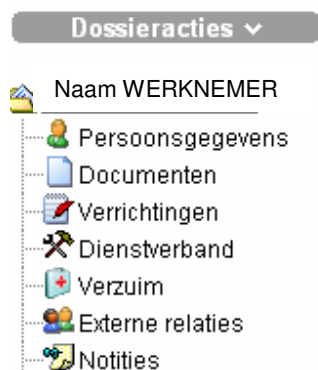 Dossieracties
Naam WERKNEMER
Persoonsgegevens
Documenten
Verrichtingen
Dienstverband
Verzuim
Externe relaties
Notities